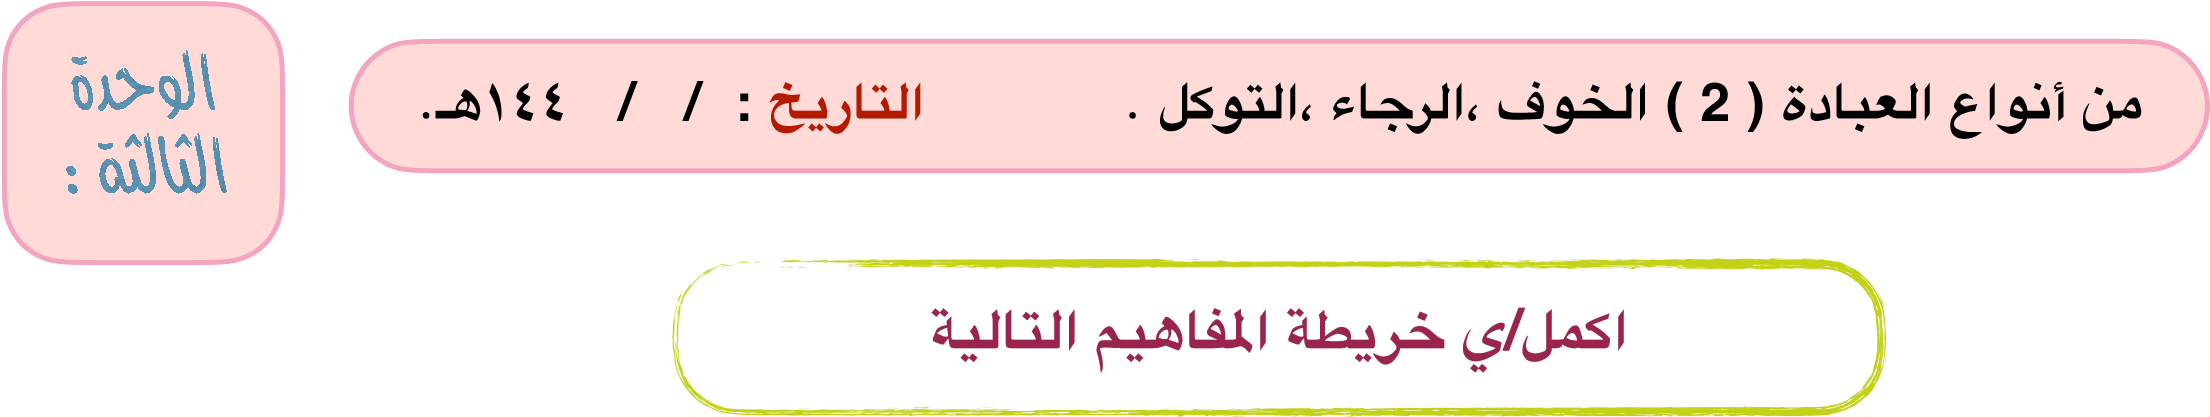 من أنواع العبادة ( 2 ) الخوف ،الرجاء ،التوكل . التاريخ : / / ١٤٤هـ.
الوحدة
الثالثة :
اكمل/ي خريطة المفاهيم التالية